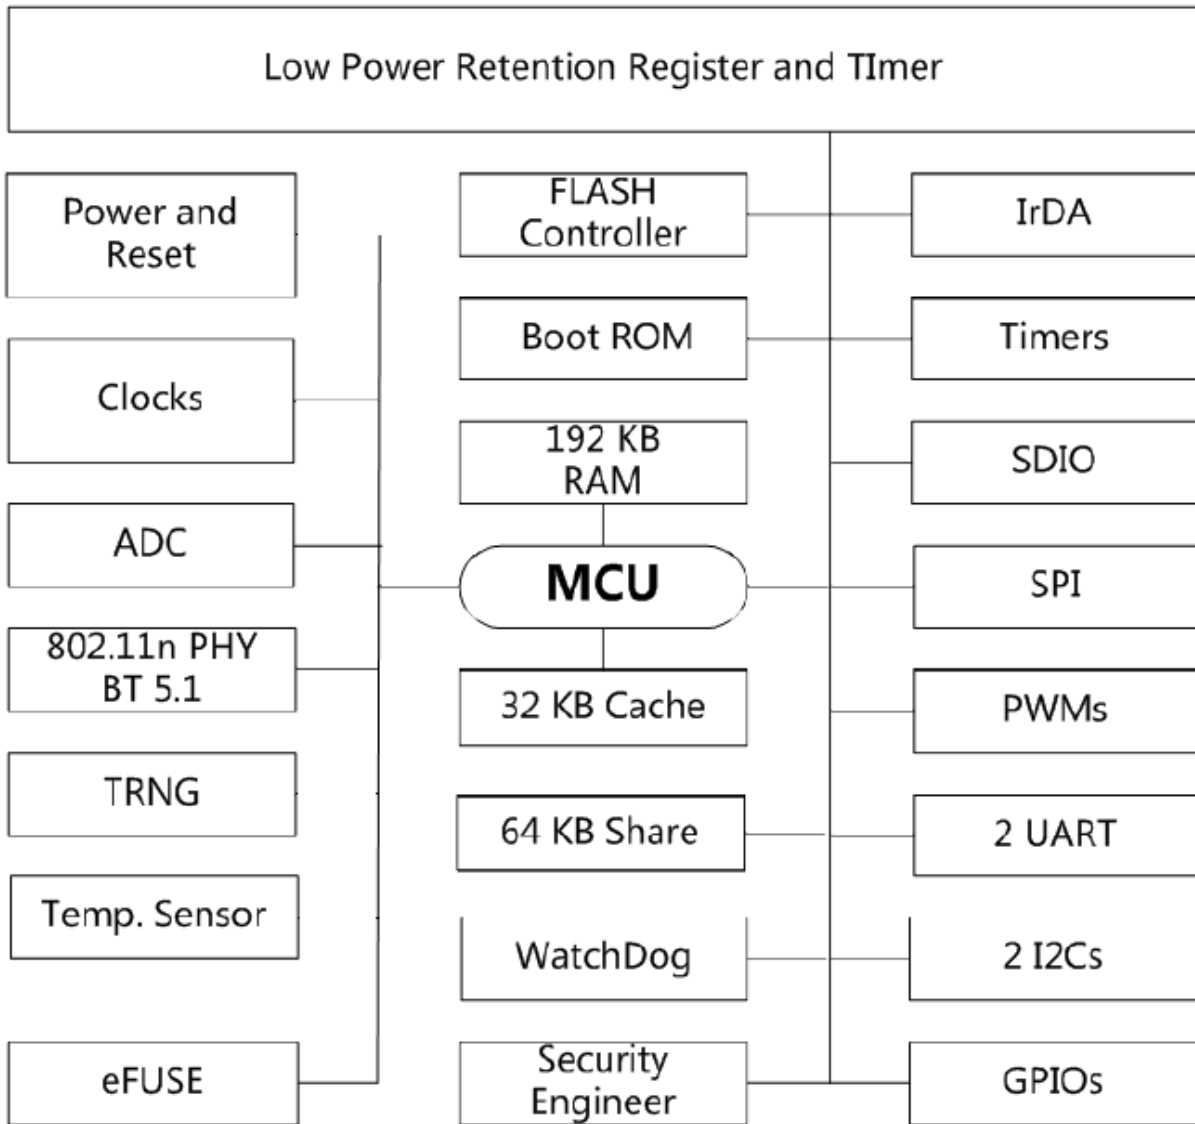 Low Power Retention Register and TImer
Power and
Reset
FLASH
Controller
IrDA
Clocks
Boot ROM
Timers
192 KB
RAM
SDIO
ADC
MCU
SPI
802.11n PHY
BT 5.1
32 KB Cache
PWMs
TRNG
64 KB Share
2 UART
Temp. Sensor
WatchDog
2 I2Cs
eFUSE
Security
Engineer
GPIOs